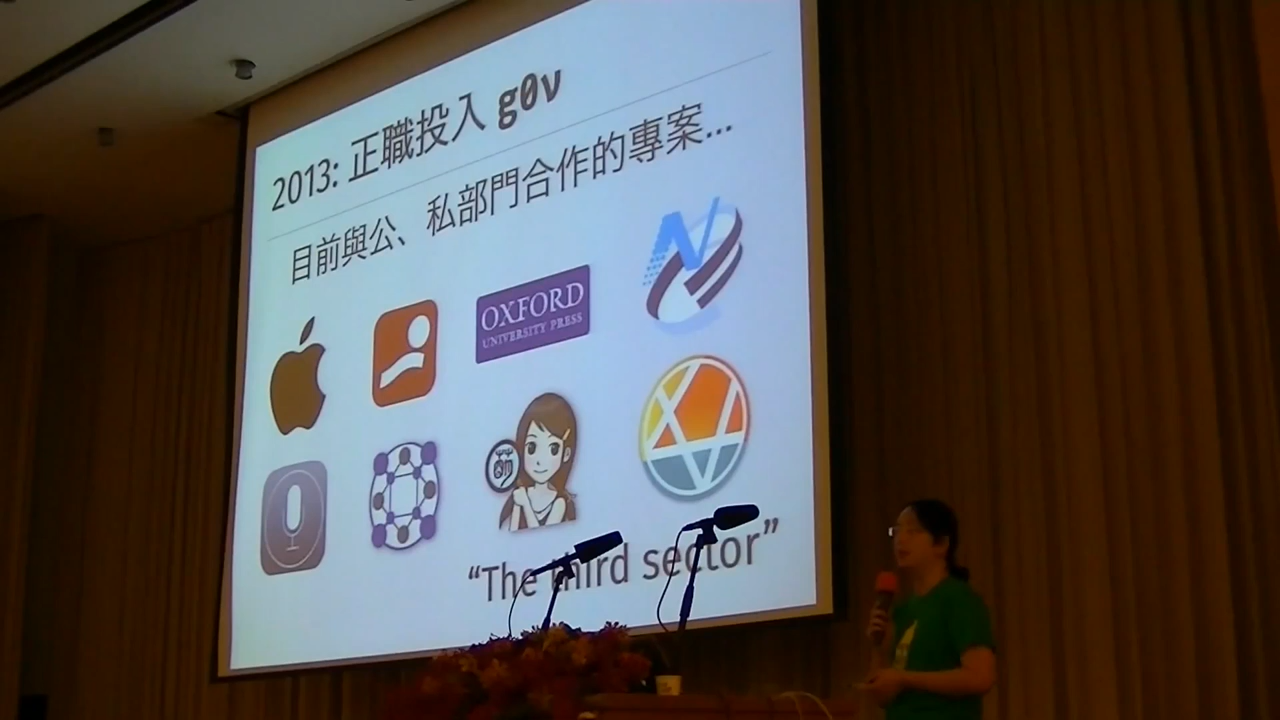 2013: 正職投入 g0v
目前與公、私部門合作的專案...
OXFORD
UNIVERSITY PRESS
萌
“The third sector”